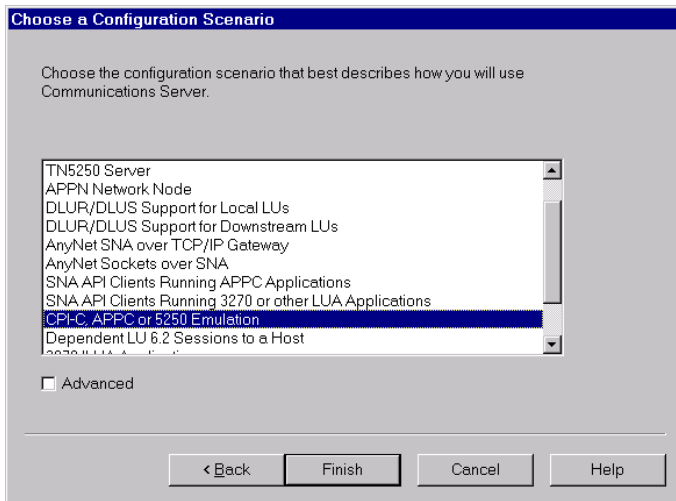 Choose a Configuration Scenario
Choose the configuration scenario that best describes how you will use
Communications Server.
TN5250 Server
APPN Network Node
DLUR/DLUS Support for Local LUs
DLUR/DLUS Support for Downstream LUs
AnyNet SNA over TCP/IP Gateway
AnyNet Sockets over SNA
SNA API Clients Running APPC Applications
SNA API Clients Running 3270 or other LUA Applications
CPI-C, APPC or 5250 Emulation
Dependent LU 6.2 Sessions to a Host
Advanced
< Back
Finish
Cancel
Help